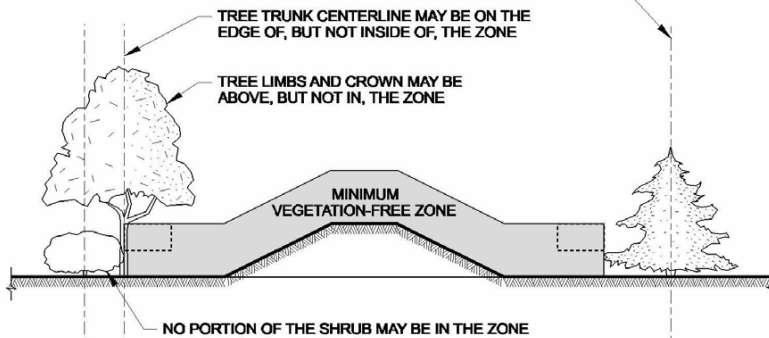 TREE TRUNK CENTERLINE MAY BE ON THE
EDGE OF, BUT NOT INSIDE OF, THE ZONE
TREE LIMBS AND CROWN MAY BE
ABOVE, BUT NOT IN, THE ZONE
MINIMUM
VEGETATION-FREE ZONE
NO PORTION OF THE SHRUB MAY BE IN THE ZONE